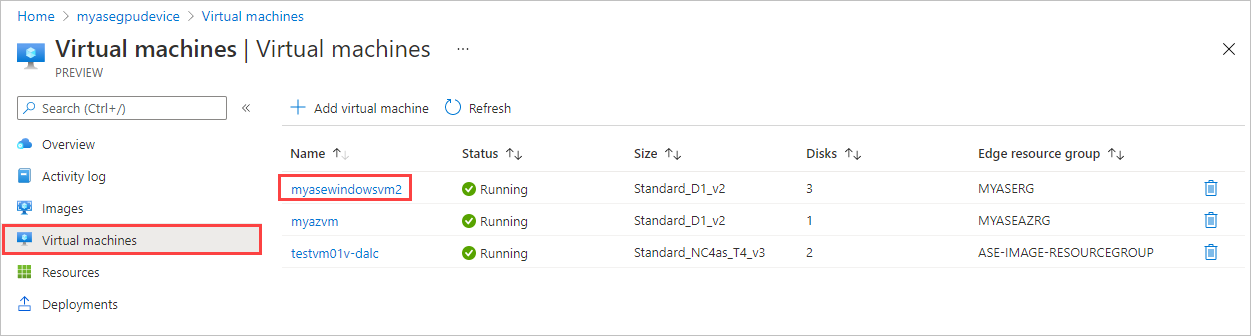 Home > myasegpudevice > Virtual machines
Virtual machines | Virtual machines ...
PREVIEW
Search (Ctrl+/) «
Add virtual machine Refresh
Overview
Activity log
Images
Virtual machines
Resources
Deployments
Name Status Size Disks Edge resource group
myasewindowsvm2 Running Standard_D1_v2 3 MYASERG
myazvm Running Standard_D1_v2 1 MYASEAZRG
testvm01v-dalc Running Standard_NC4as_T4_v3 2 ASE-IMAGE-RESOURCEGROUP